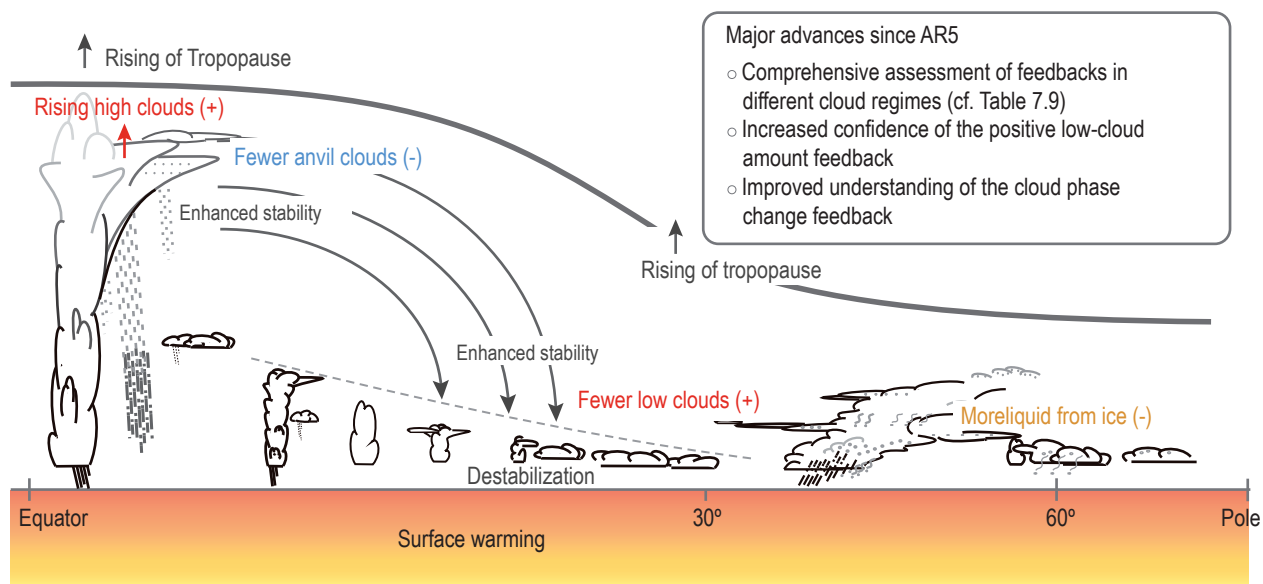 Rising of Tropopause
Rising high clouds (+)
Fewer anvil clouds (-)
Enhanced stability
Major advances since AR5
○ Comprehensive assessment of feedbacks in
different cloud regimes (cf. Table 7.9)
○ Increased confidence of the positive low-cloud
amount feedback
○ Improved understanding of the cloud phase
change feedback
Rising of tropopause
Enhanced stability
Fewer low clouds (+)
Moreliquid from ice (-)
Destabilization
Equator
30º
60º
Pole
Surface warming